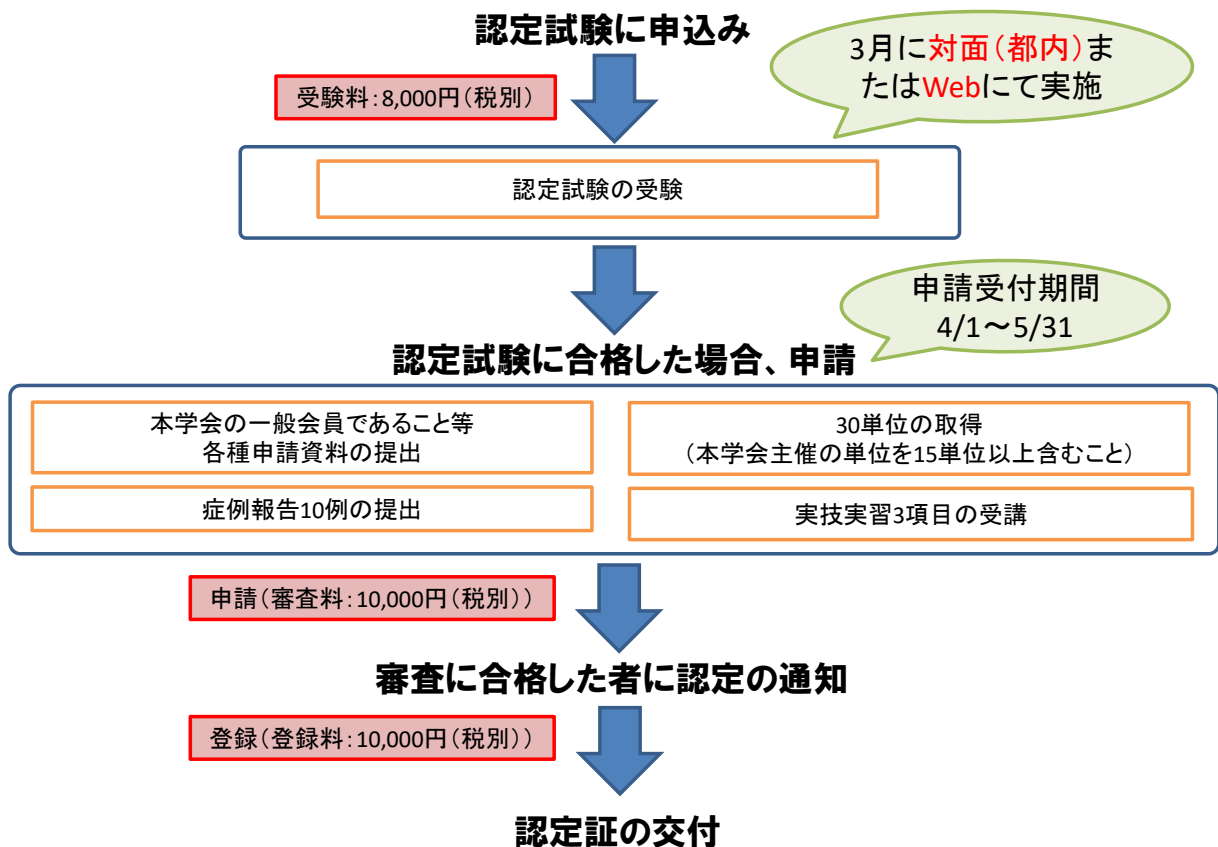 認定試験に申込み
3月に対面（都内）ま
たはWebにて実施
受験料：8,000円（税別）
認定試験の受験
申請受付期間
4/1～5/31
認定試験に合格した場合、申請
本学会の一般会員であること等
各種申請資料の提出
30単位の取得
（本学会主催の単位を15単位以上含むこと）
症例報告10例の提出
実技実習3項目の受講
申請（審査料：10,000円（税別））
審査に合格した者に認定の通知
登録（登録料：10,000円（税別））
認定証の交付